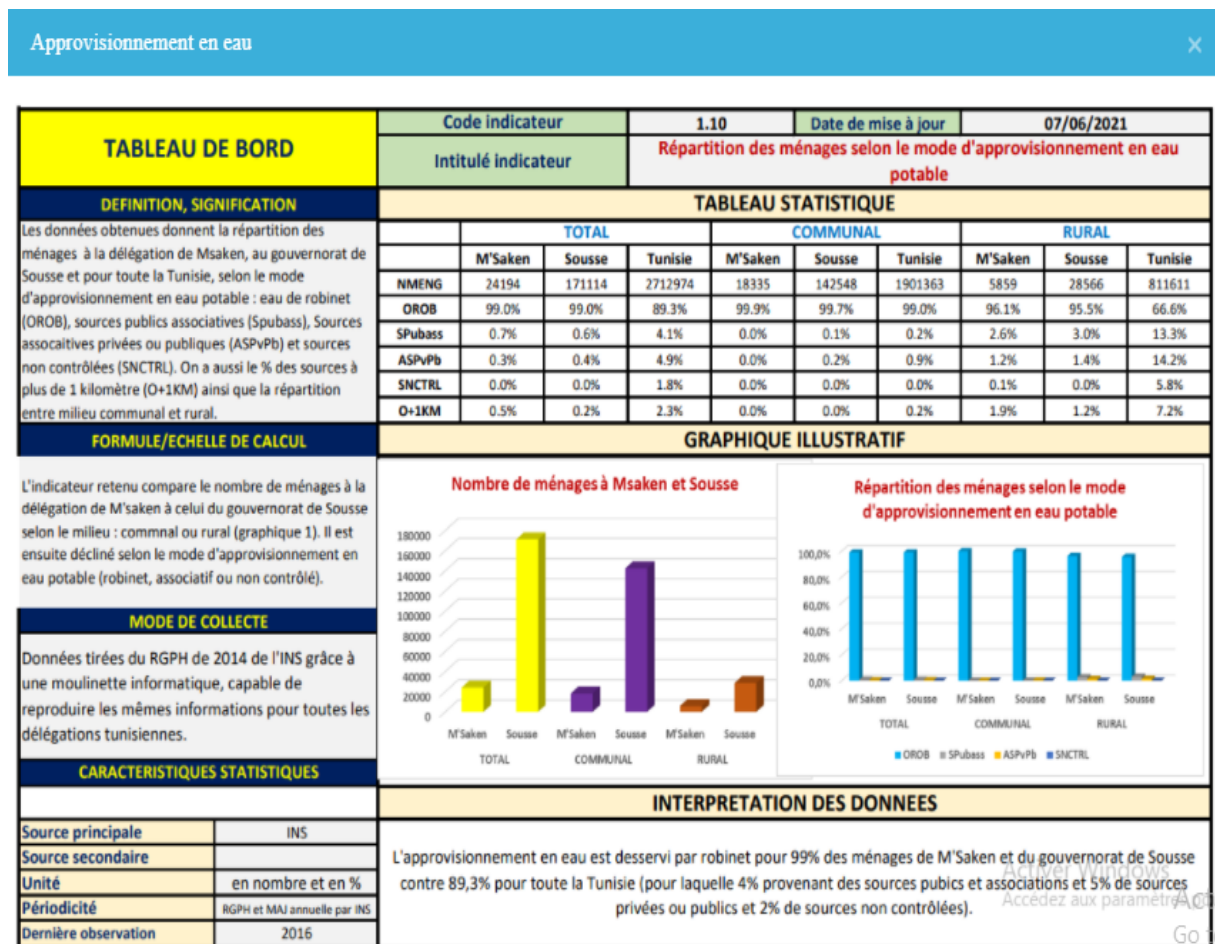 Approvisionnement en eau ×
TABLEAU DE BORD
Code indicateur 1.10 Date de mise à jour 07/06/2021
Intitulé indicateur
Répartition des ménages selon le mode d'approvisionnement en eau
potable
DEFINITION, SIGNIFICATION
Les données obtenues donnent la répartition des
ménages à la délégation de Msaken, au gouvernorat de
Sousse et pour toute la Tunisie, selon le mode
d'approvisionnement en eau potable : eau de robinet
(OROB), sources publics associatives (Spubass), Sources
assocaitives privées ou publiques (ASPvPb) et sources
non contrôlées (SNCTRL). On a aussi le % des sources à
plus de 1 kilomètre (O+1KM) ainsi que la répartition
entre milieu communal et rural.
TABLEAU STATISTIQUE
TOTAL COMMUNAL RURAL
M'Saken Sousse Tunisie M'Saken Sousse Tunisie M'Saken Sousse Tunisie
NMENG 24194 171114 2712974 18335 142548 1901363 5859 28566 811611
OROB 99.0% 99.0% 89.3% 99.9% 99.7% 99.0% 96.1% 95.5% 66.6%
SPubass 0.7% 0.6% 4.1% 0.0% 0.1% 0.2% 2.6% 3.0% 13.3%
ASPvPb 0.3% 0.4% 4.9% 0.0% 0.2% 0.9% 1.2% 1.4% 14.2%
SNCTRL 0.0% 0.0% 1.8% 0.0% 0.0% 0.0% 0.1% 0.0% 5.8%
O+1KM 0.5% 0.2% 2.3% 0.0% 0.0% 0.2% 1.9% 1.2% 7.2%
FORMULE/ECHELLE DE CALCUL
L'indicateur retenu compare le nombre de ménages à la
délégation de M'saken à celui du gouvernorat de Sousse
selon le milieu : commnal ou rural (graphique 1). Il est
ensuite décliné selon le mode d'approvisionnement en
eau potable (robinet, associatif ou non contrôlé).
MODE DE COLLECTE
Données tirées du RGPH de 2014 de l'INS grâce à
une moulinette informatique, capable de
reproduire les mêmes informations pour toutes les
délégations tunisiennes.
GRAPHIQUE ILLUSTRATIF
Nombre de ménages à Msaken et Sousse
180000
160000
140000
120000
100000
80000
60000
40000
20000
0
M'Saken Sousse M'Saken Sousse M'Saken Sousse
TOTAL COMMUNAL RURAL
Répartition des ménages selon le mode
d'approvisionnement en eau potable
100,0%
80,0%
60,0%
40,0%
20,0%
0,0%
M'Saken Sousse M'Saken Sousse M'Saken Sousse
TOTAL COMMUNAL RURAL
OROB SPubass ASPvPb SNCTRL
CARACTERISTIQUES STATISTIQUES
Source principale INS
Source secondaire
Unité en nombre et en %
Périodicité RGPH et MAJ annuelle par INS
Dernière observation 2016
INTERPRETATION DES DONNEES
L'approvisionnement en eau est desservi par robinet pour 99% des ménages de M'Saken et du gouvernorat de Sousse
contre 89,3% pour toute la Tunisie (pour laquelle 4% provenant des sources pubics et associations et 5% de sources
privées ou publics et 2% de sources non contrôlées).
Activer Windows
Accédez aux paramètres
Act
Go t